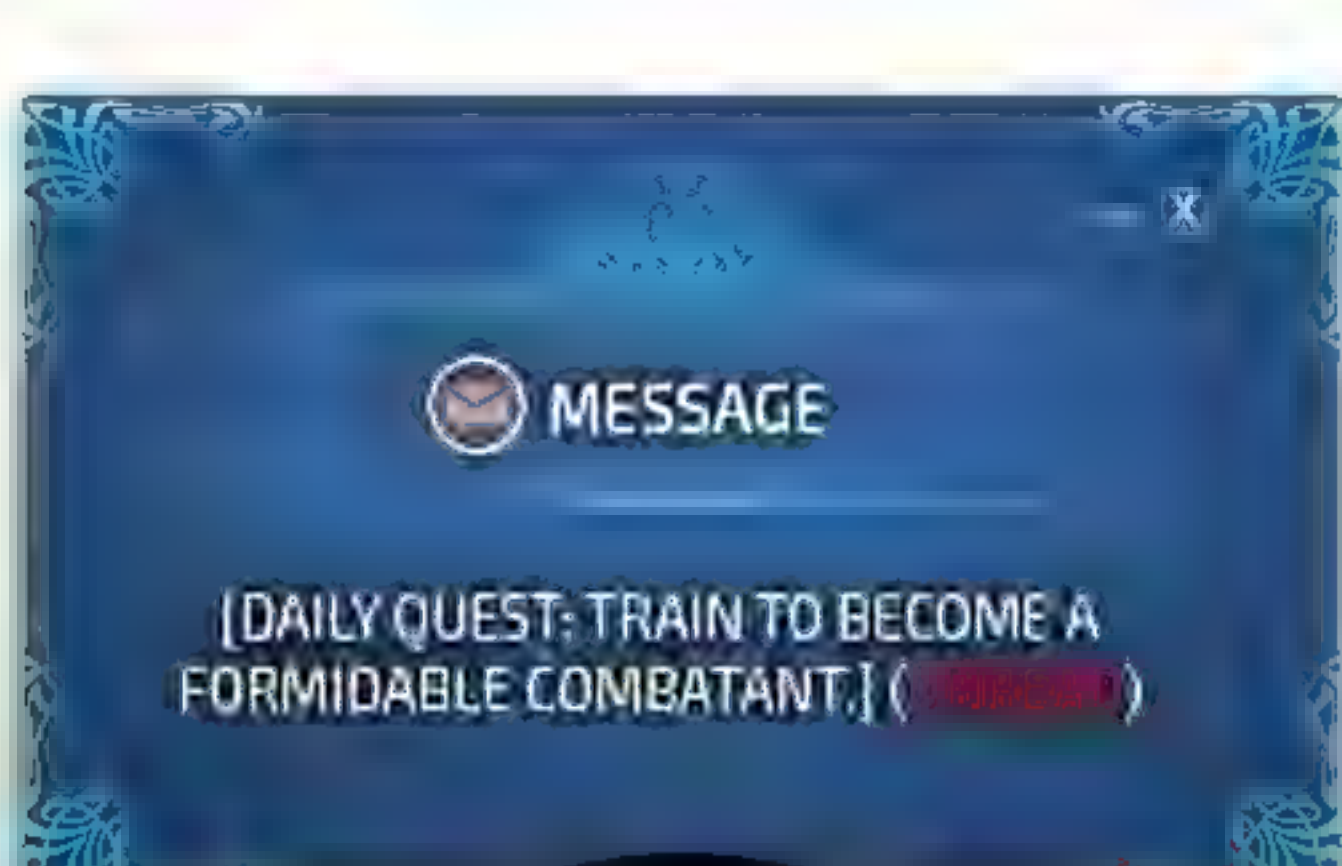 X
MESSAGE
[DAILY QUEST: TRAIN TO BECOME A
FORMIDABLE COMBATANT.] ( )